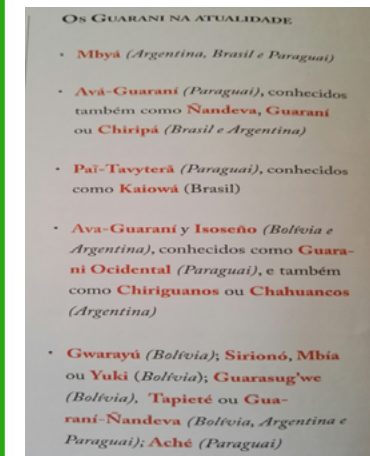 Os Guarani na atualidade
• Mbyá (Argentina, Brasil e Paraguai)
• Avá-Guaraní (Paraguai), conhecidos
também como Ñandeva, Guaraní
ou Chiripá (Brasil e Argentina)
• Paĩ-Tavyterã (Paraguai), conhecidos
como Kaiowá (Brasil)
• Ava-Guaraní y Isoseño (Bolívia e
Argentina), conhecidos como Guara-
ni Ocidental (Paraguai), e também
como Chiriguanos ou Chahuancos
(Argentina)
• Gwarayú (Bolívia); Sirionó, Mbía
ou Yuki (Bolívia); Guarasug'we
(Bolívia), Tapieté ou Gua-
raní-Ñandeva (Bolívia, Argentina e
Paraguai); Aché (Paraguai)